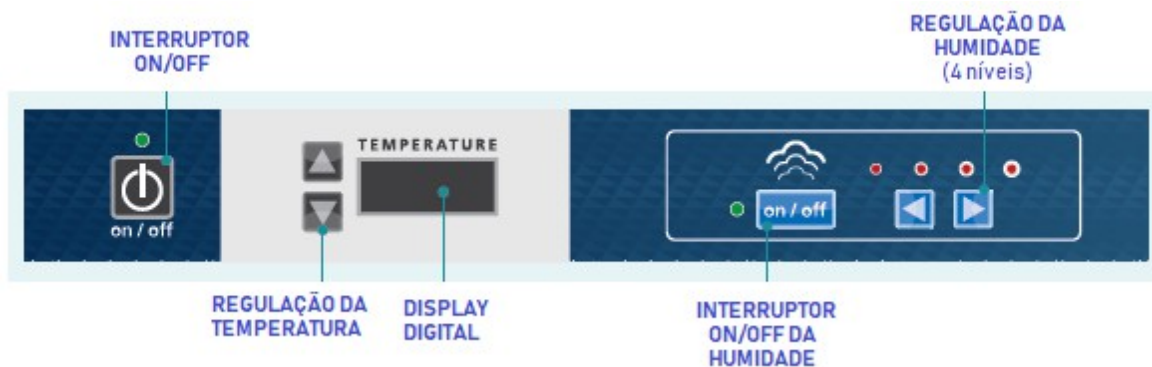 INTERRUPTOR
ON/OFF
REGULAÇÃO DA
HUMIDADE
(4 níveis)
TEMPERATURE
on / off
on / off
REGULAÇÃO DA
TEMPERATURA
DISPLAY
DIGITAL
INTERRUPTOR
ON/OFF DA
HUMIDADE